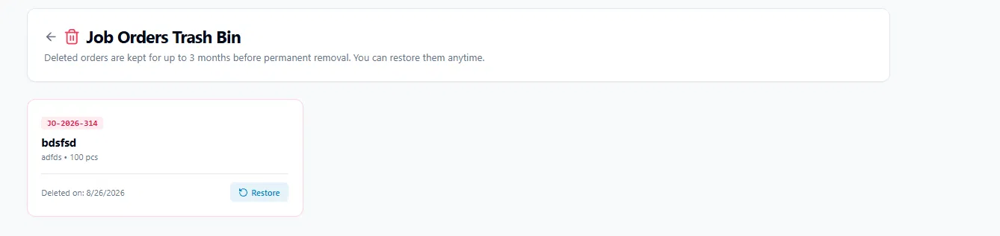 Job Orders Trash Bin
Deleted orders are kept for up to 3 months before permanent removal. You can restore them anytime.
JO-2026-314
bdsfsd
adfds • 100 pcs
Deleted on: 8/26/2026
Restore